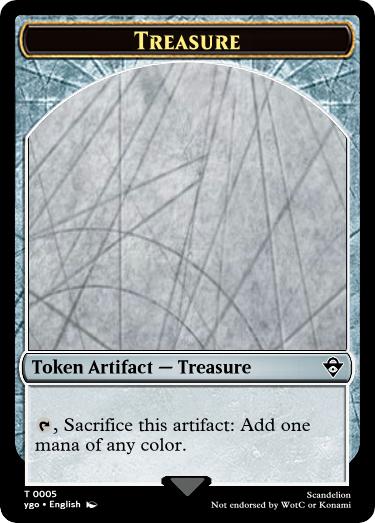 TREASURE
Token Artifact — Treasure
, Sacrifice this artifact: Add one
mana of any color.
T 0005
ygo • English
Scandelion
Not endorsed by WotC or Konami